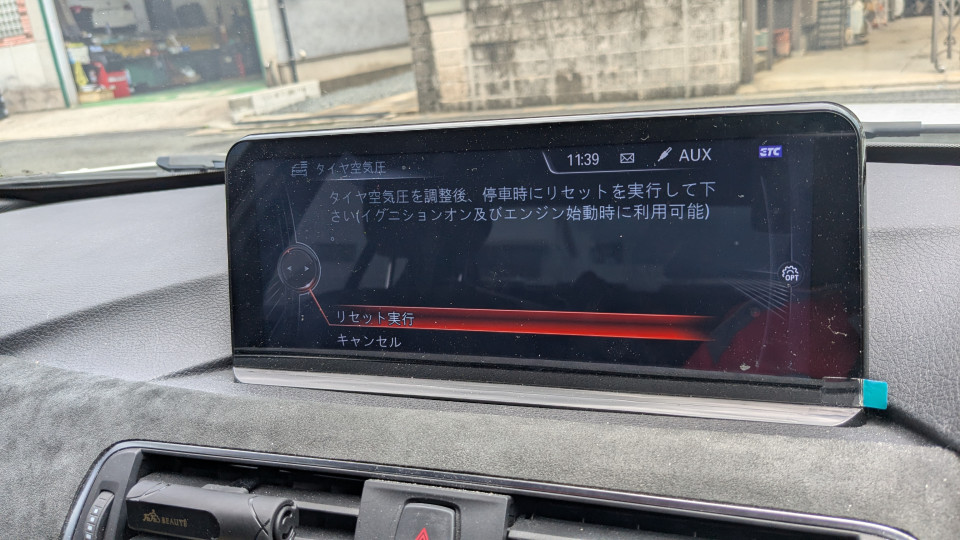 タイヤ空気圧
11:39
AUX
ETC
タイヤ空気圧を調整後、停車時にリセットを実行して下
さい(イグニションオン及びエンジン始動時に利用可能)
。
OPT
リセット実行
キャンセル
BEAUTE